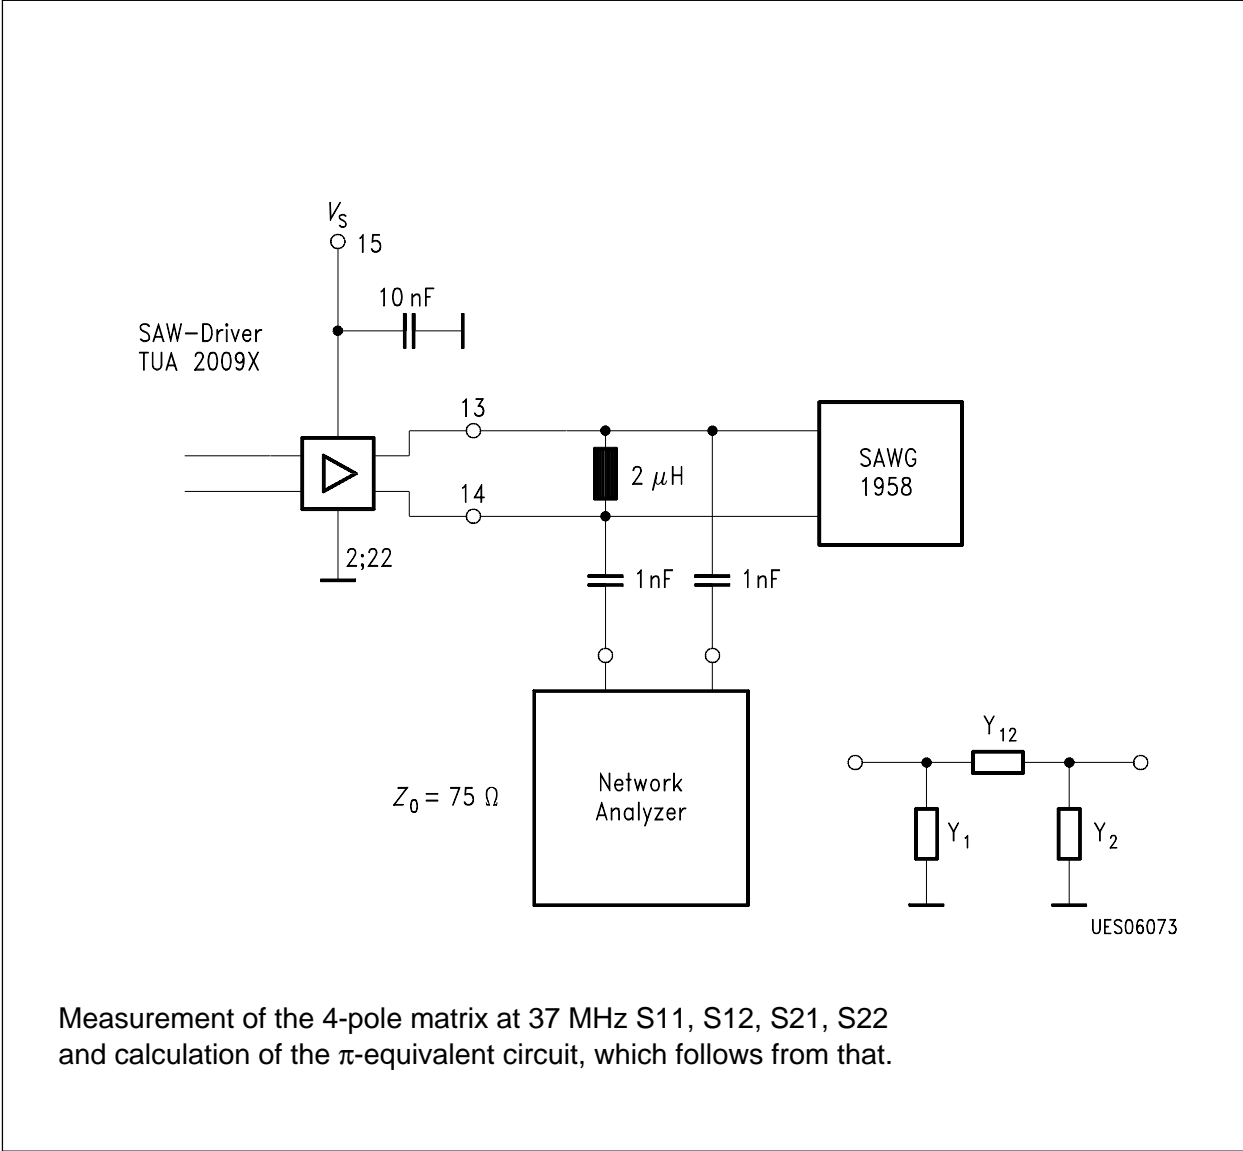 V_S
15
10 nF
SAW-Driver
TUA 2009X
13
SAWG
1958
2 μH
14
2;22
1nF
1nF
Y_12
Network
Analyzer
Z_0 = 75 Ω
Y_1
Y_2
UES06073
Measurement of the 4-pole matrix at 37 MHz S11, S12, S21, S22
and calculation of the π-equivalent circuit, which follows from that.